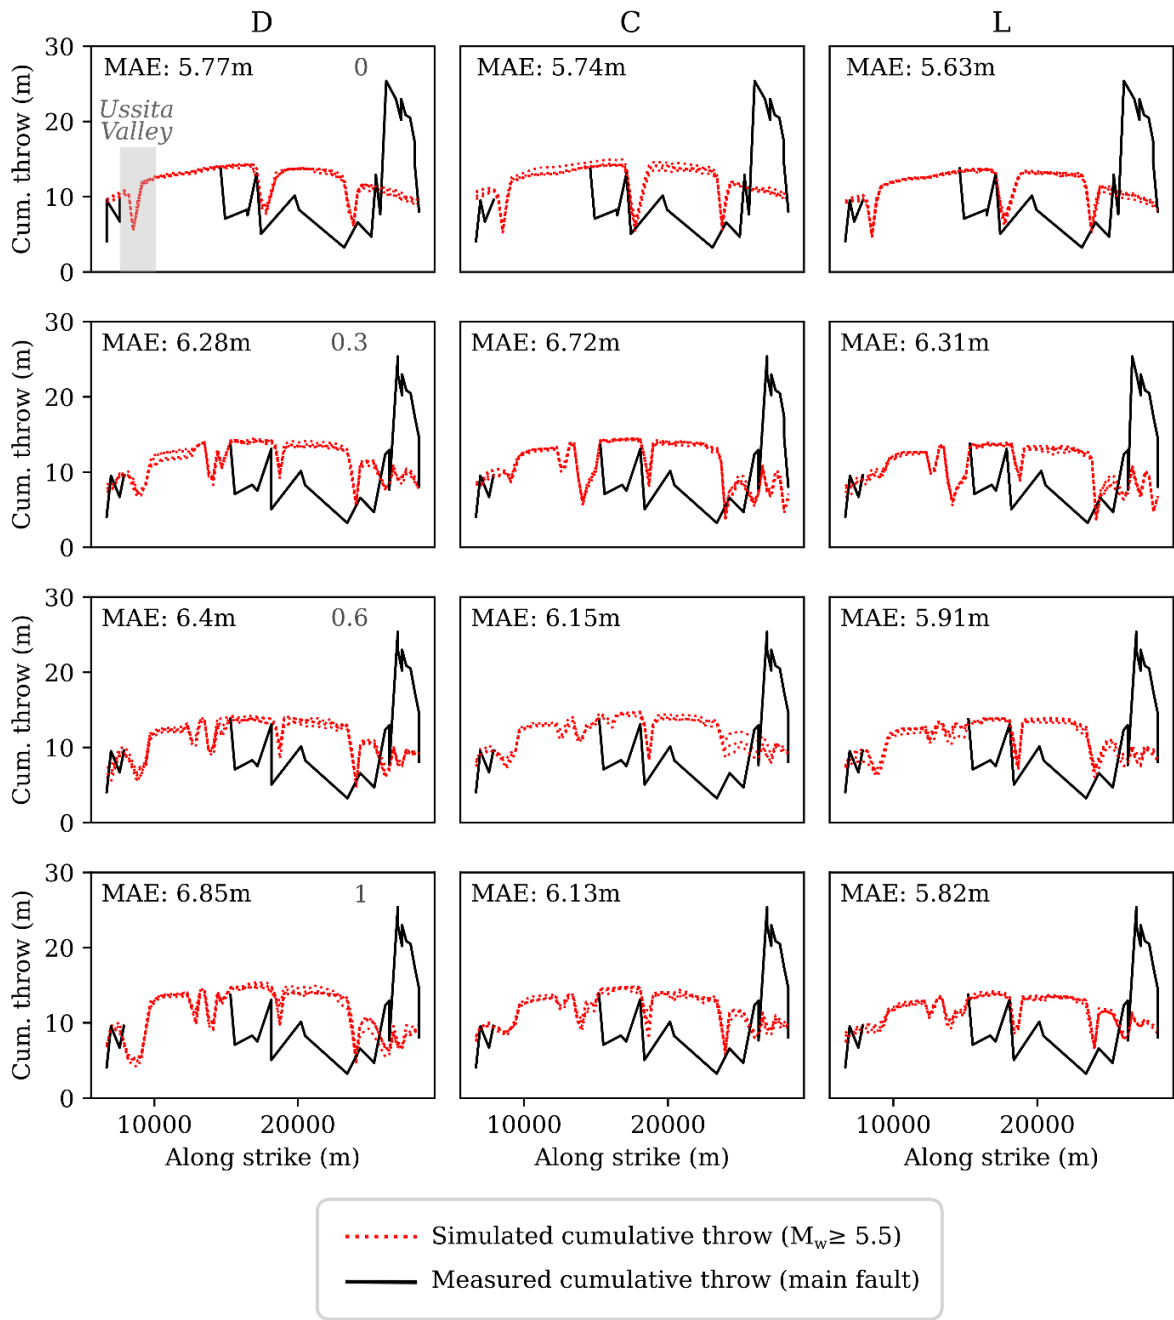 D C L
30 MAE: 5.77m 0 MAE: 5.74m MAE: 5.63m
Ussita
Valley
20
10
0
Cum. throw (m)
30 MAE: 6.28m 0.3 MAE: 6.72m MAE: 6.31m
20
10
0
Cum. throw (m)
30 MAE: 6.4m 0.6 MAE: 6.15m MAE: 5.91m
20
10
0
Cum. throw (m)
30 MAE: 6.85m 1 MAE: 6.13m MAE: 5.82m
20
10
0
Cum. throw (m)
10000 20000 10000 20000 10000 20000
Along strike (m) Along strike (m) Along strike (m)
Simulated cumulative throw (Mw≥ 5.5)
Measured cumulative throw (main fault)